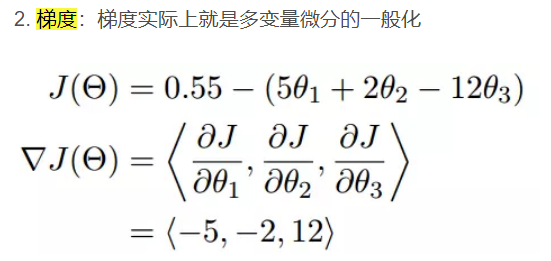 2. 梯度：梯度实际上就是多变量微分的一般化
J(Θ) = 0.55 − (5θ₁ + 2θ₂ − 12θ₃)
∇J(Θ) = ⟨∂J/∂θ₁, ∂J/∂θ₂, ∂J/∂θ₃⟩
= ⟨−5, −2, 12⟩